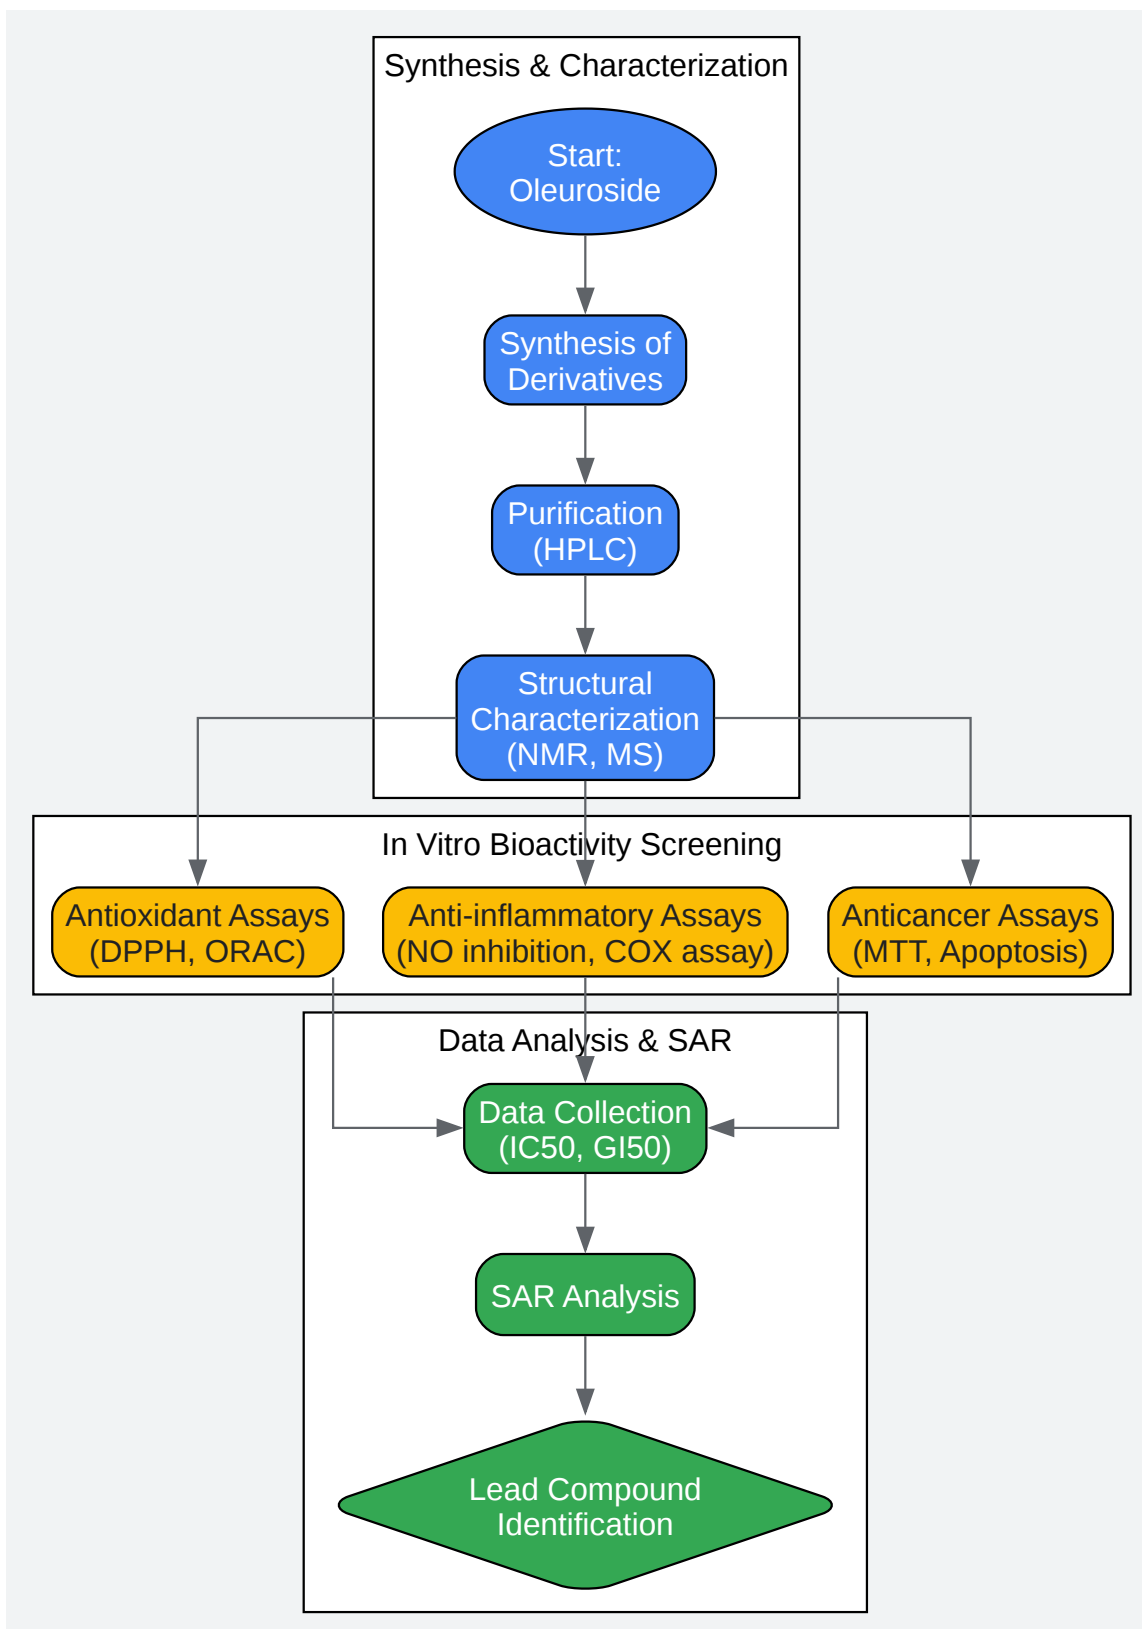 Synthesis & Characterization
Start:
Oleuroside
Synthesis of
Derivatives
Purification
(HPLC)
Structural
Characterization
(NMR, MS)
In Vitro Bioactivity Screening
Antioxidant Assays
(DPPH, ORAC)
Anti-inflammatory Assays
(NO inhibition, COX assay)
Anticancer Assays
(MTT, Apoptosis)
Data Analysis & SAR
Data Collection
(IC50, GI50)
SAR Analysis
Lead Compound
Identification